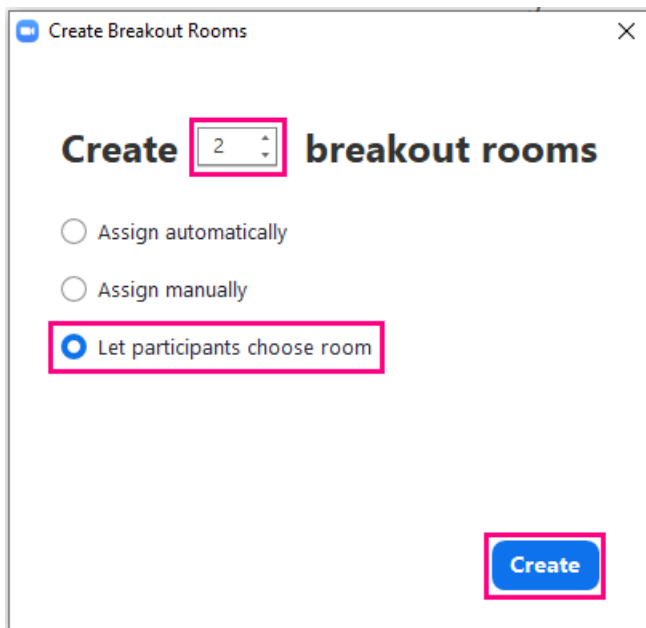 Create Breakout Rooms
Create 2 breakout rooms
Assign automatically
Assign manually
Let participants choose room
Create